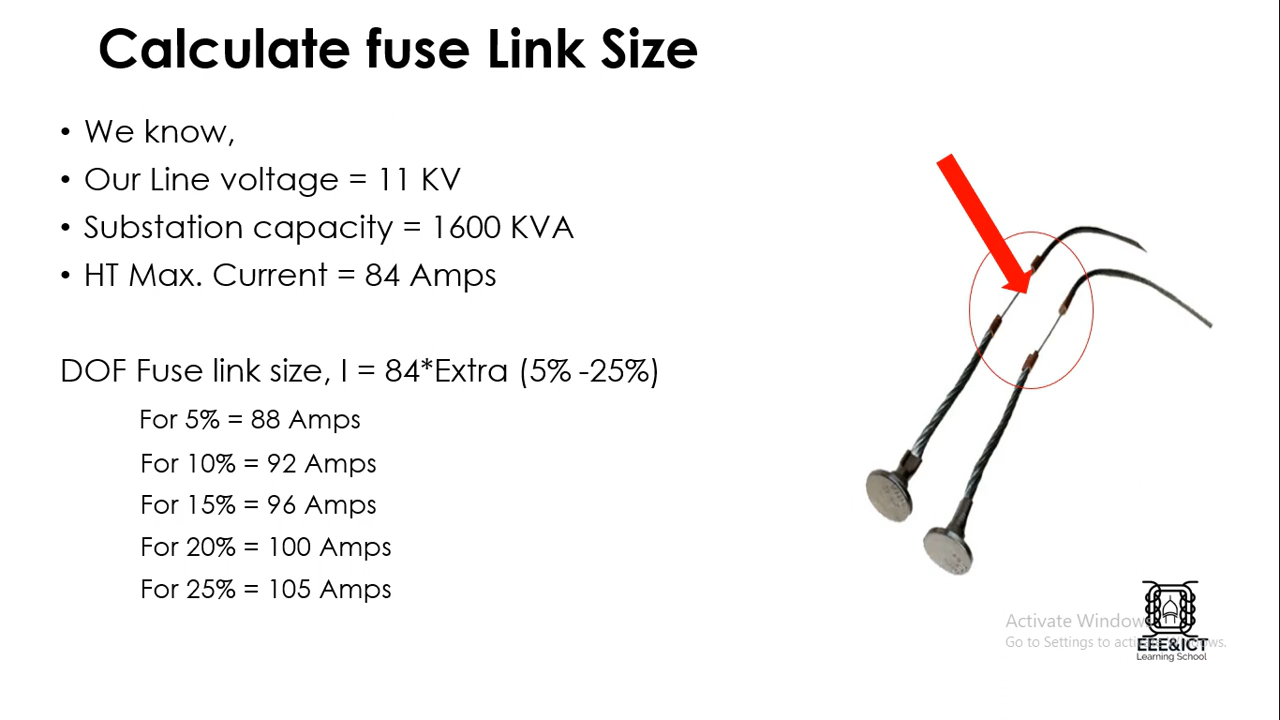 Calculate fuse Link Size
• We know,
• Our Line voltage = 11 KV
• Substation capacity = 1600 KVA
• HT Max. Current = 84 Amps
DOF Fuse link size, I = 84*Extra (5% -25%)
For 5% = 88 Amps
For 10% = 92 Amps
For 15% = 96 Amps
For 20% = 100 Amps
For 25% = 105 Amps
Activate Window
Go to Settings to activate Windows.
EEE&ICT
Learning School